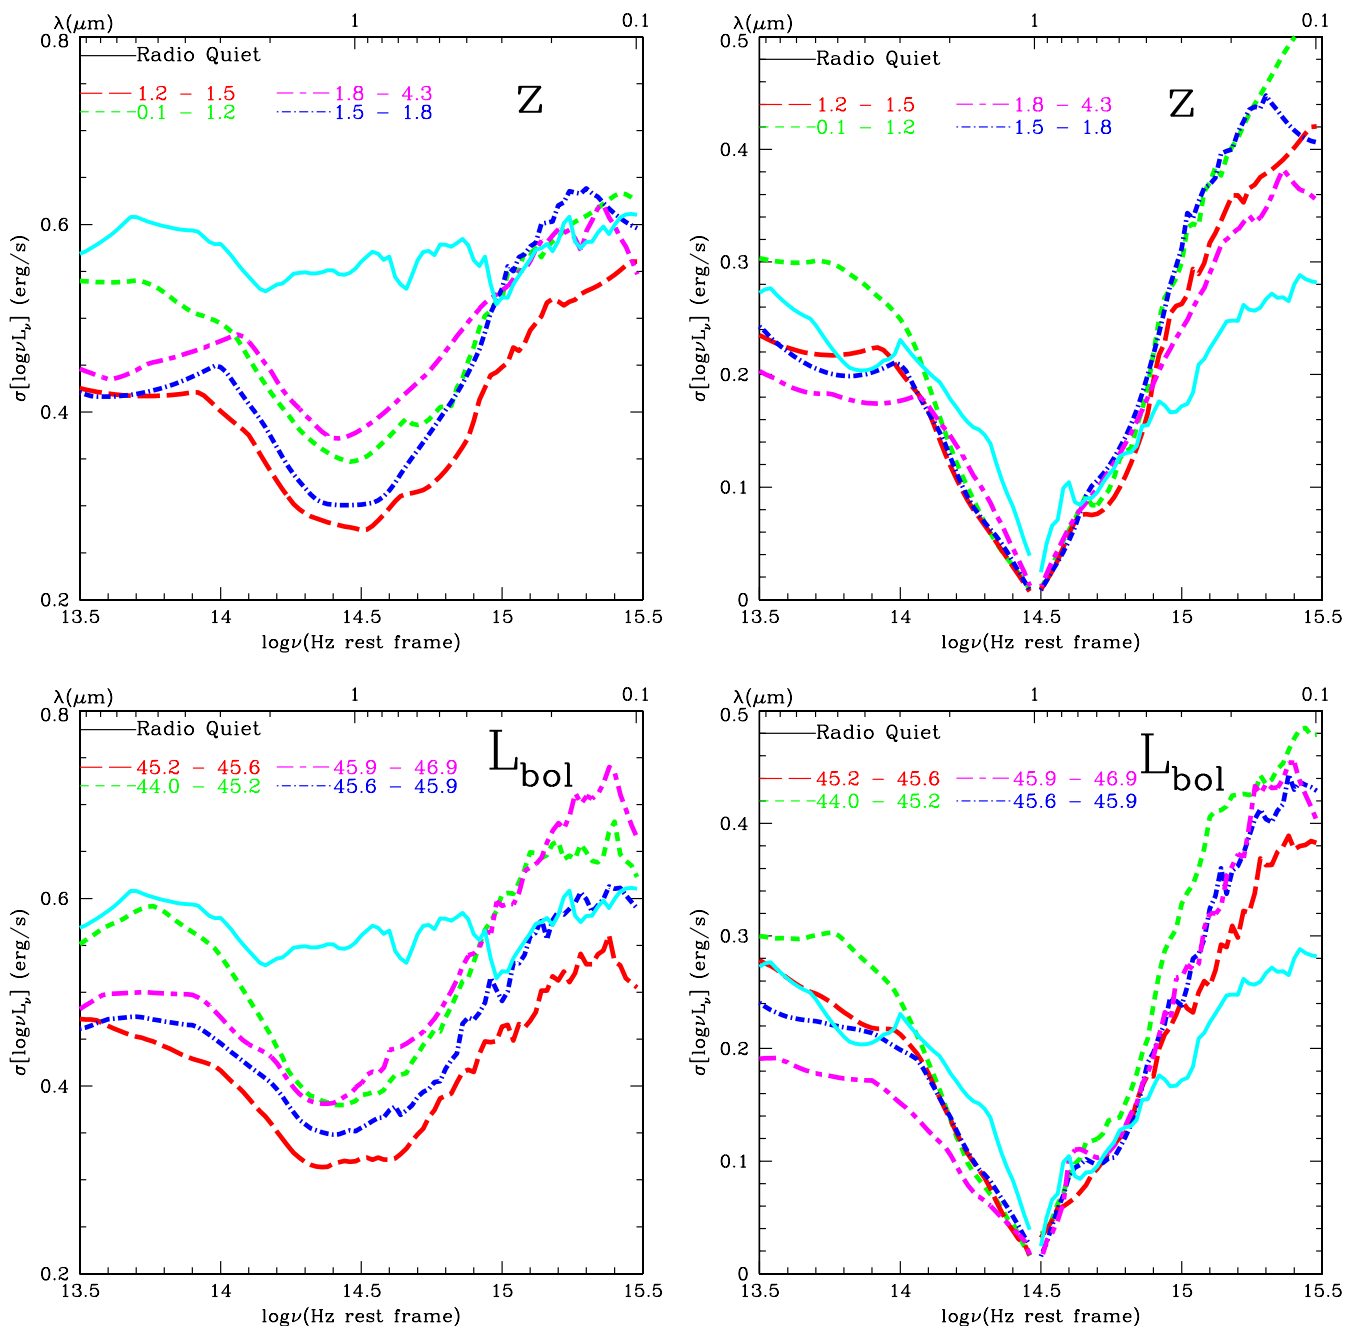 λ(μm) 1 0.1
0.8
Radio Quiet
1.2 – 1.5 1.8 – 4.3
0.1 – 1.2 1.5 – 1.8
z
0.6
σ[logνLν] (erg/s)
0.4
0.2
13.5 14 14.5 15 15.5
logν(Hz rest frame)
λ(μm) 1 0.1
0.5
Radio Quiet
1.2 – 1.5 1.8 – 4.3
0.1 – 1.2 1.5 – 1.8
z
0.4
0.3
σ[logνLν] (erg/s)
0.2
0.1
0
13.5 14 14.5 15 15.5
logν(Hz rest frame)
λ(μm) 1 0.1
0.8
Radio Quiet
45.2 – 45.6 45.9 – 46.9
44.0 – 45.2 45.6 – 45.9
Lbol
0.6
σ[logνLν] (erg/s)
0.4
0.2
13.5 14 14.5 15 15.5
logν(Hz rest frame)
λ(μm) 1 0.1
0.5
Radio Quiet
45.2 – 45.6 45.9 – 46.9
44.0 – 45.2 45.6 – 45.9
Lbol
0.4
0.3
σ[logνLν] (erg/s)
0.2
0.1
0
13.5 14 14.5 15 15.5
logν(Hz rest frame)